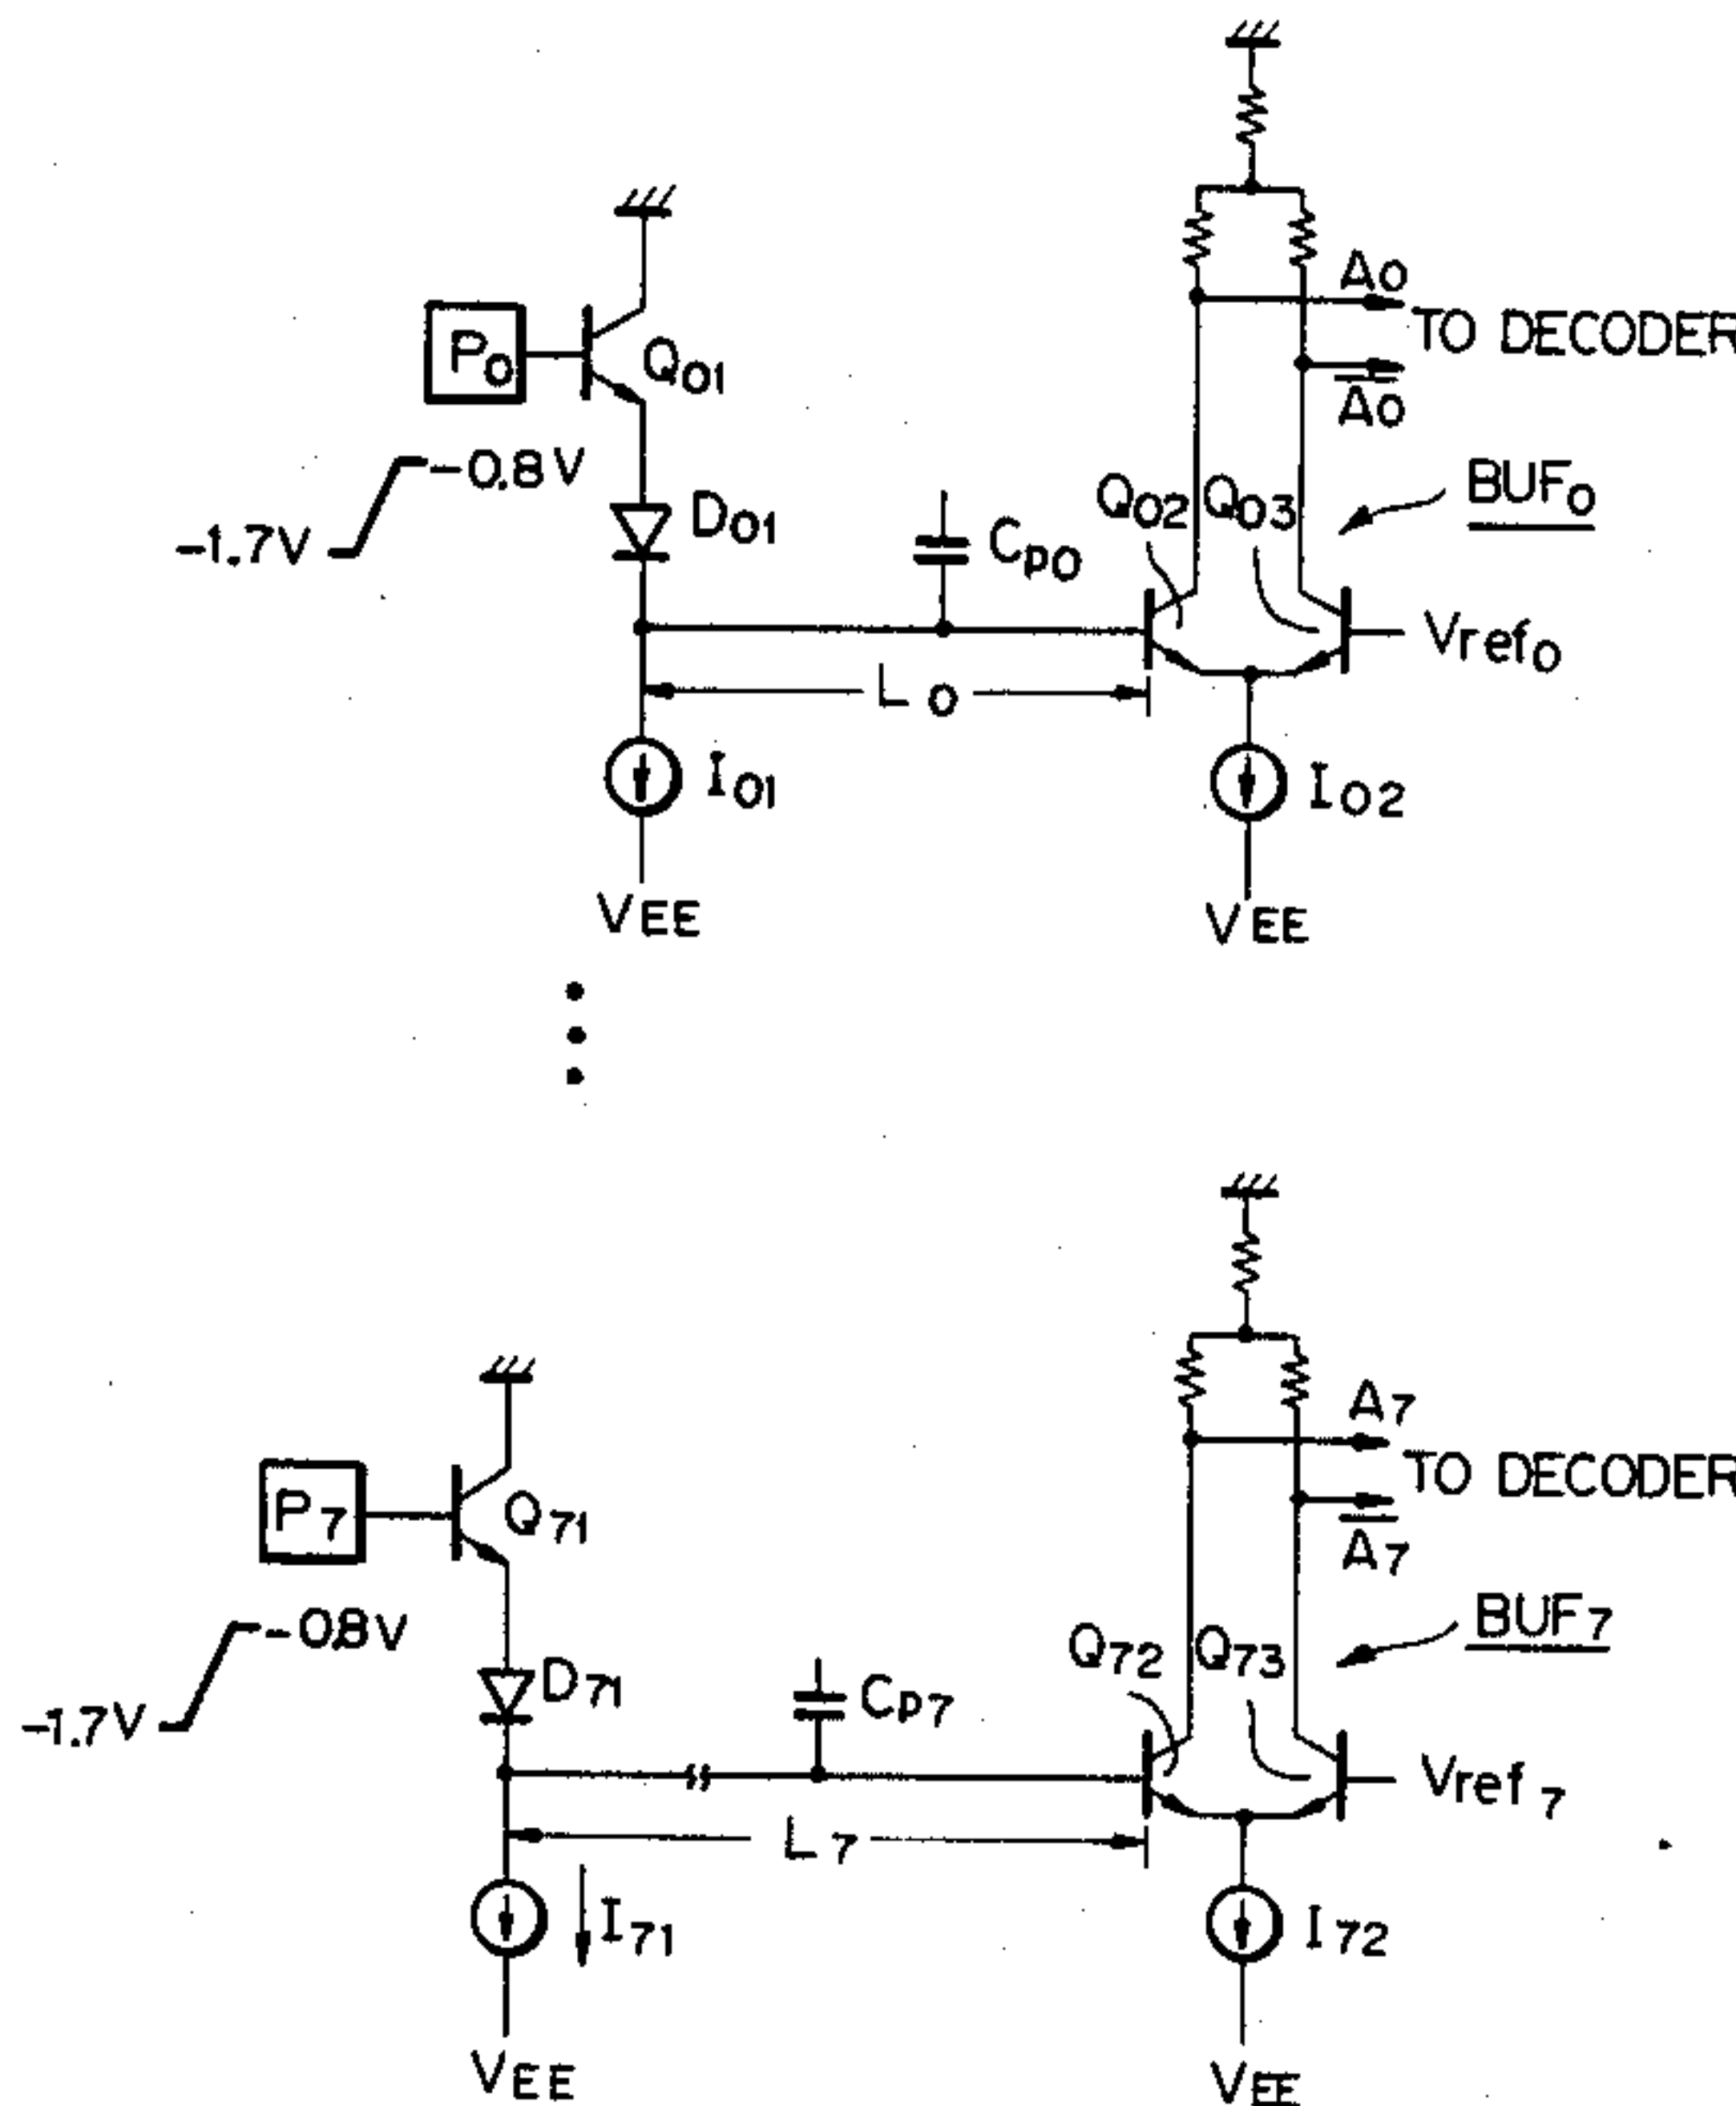 A0
P0
Q01
TO DECODER
A0
-0.8V
Q02 Q03
BUF0
D01
Cp0
-1.7V
Vref0
L0
I01
I02
VEE
VEE
A7
P7
Q71
TO DECODER
A7
-0.8V
Q72 Q73
BUF7
D71
Cp7
-1.7V
Vref7
L7
I71
I72
VEE
VEE